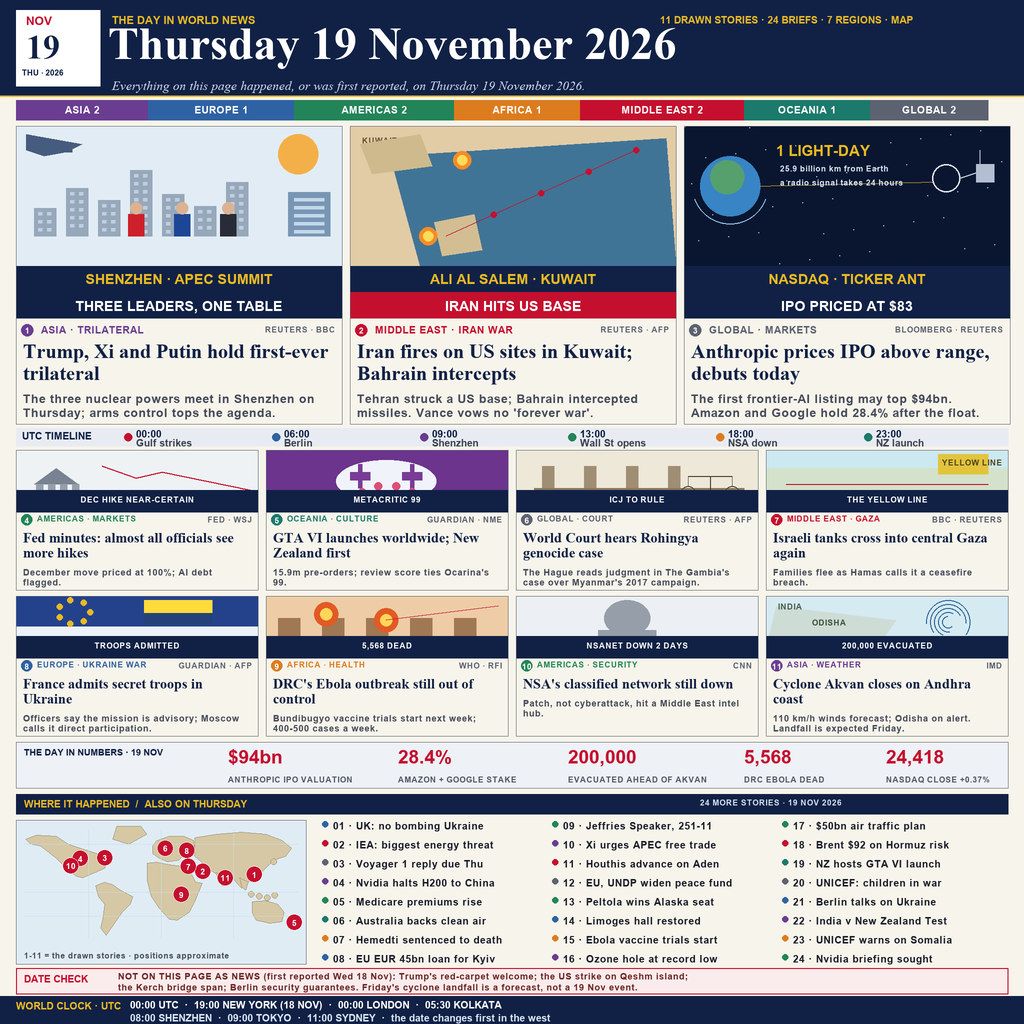 NOV
19
THU · 2026
THE DAY IN WORLD NEWS
11 DRAWN STORIES · 24 BRIEFS · 7 REGIONS · MAP
Thursday 19 November 2026
Everything on this page happened, or was first reported, on Thursday 19 November 2026.
ASIA 2
EUROPE 1
AMERICAS 2
AFRICA 1
MIDDLE EAST 2
OCEANIA 1
GLOBAL 2
SHENZHEN · APEC SUMMIT
THREE LEADERS, ONE TABLE
1 ASIA · TRILATERAL
REUTERS · BBC
Trump, Xi and Putin hold first-ever
trilateral
The three nuclear powers meet in Shenzhen on
Thursday; arms control tops the agenda.
KUWAIT
ALI AL SALEM · KUWAIT
IRAN HITS US BASE
2 MIDDLE EAST · IRAN WAR
REUTERS · AFP
Iran fires on US sites in Kuwait;
Bahrain intercepts
Tehran struck a US base; Bahrain intercepted
missiles. Vance vows no 'forever war'.
1 LIGHT-DAY
25.9 billion km from Earth
a radio signal takes 24 hours
NASDAQ · TICKER ANT
IPO PRICED AT $83
3 GLOBAL · MARKETS
BLOOMBERG · REUTERS
Anthropic prices IPO above range,
debuts today
The first frontier-AI listing may top $94bn.
Amazon and Google hold 28.4% after the float.
UTC TIMELINE
00:00
Gulf strikes
06:00
Berlin
09:00
Shenzhen
13:00
Wall St opens
18:00
NSA down
23:00
NZ launch
DEC HIKE NEAR-CERTAIN
4 AMERICAS · MARKETS
FED · WSJ
Fed minutes: almost all officials see
more hikes
December move priced at 100%; AI debt
flagged.
METACRITIC 99
5 OCEANIA · CULTURE
GUARDIAN · NME
GTA VI launches worldwide; New
Zealand first
15.9m pre-orders; review score ties Ocarina's
99.
ICJ TO RULE
6 GLOBAL · COURT
REUTERS · AFP
World Court hears Rohingya
genocide case
The Hague reads judgment in The Gambia's
case over Myanmar's 2017 campaign.
YELLOW LINE
THE YELLOW LINE
7 MIDDLE EAST · GAZA
BBC · REUTERS
Israeli tanks cross into central Gaza
again
Families flee as Hamas calls it a ceasefire
breach.
TROOPS ADMITTED
8 EUROPE · UKRAINE WAR
GUARDIAN · AFP
France admits secret troops in
Ukraine
Officers say the mission is advisory; Moscow
calls it direct participation.
5,568 DEAD
9 AFRICA · HEALTH
WHO · RFI
DRC's Ebola outbreak still out of
control
Bundibugyo vaccine trials start next week;
400-500 cases a week.
NSANET DOWN 2 DAYS
10 AMERICAS · SECURITY
CNN
NSA's classified network still down
Patch, not cyberattack, hit a Middle East intel
hub.
INDIA
ODISHA
200,000 EVACUATED
11 ASIA · WEATHER
IMD
Cyclone Akvan closes on Andhra
coast
110 km/h winds forecast; Odisha on alert.
Landfall is expected Friday.
THE DAY IN NUMBERS · 19 NOV
$94bn
ANTHROPIC IPO VALUATION
28.4%
AMAZON + GOOGLE STAKE
200,000
EVACUATED AHEAD OF AKVAN
5,568
DRC EBOLA DEAD
24,418
NASDAQ CLOSE +0.37%
WHERE IT HAPPENED / ALSO ON THURSDAY
24 MORE STORIES · 19 NOV 2026
4
10
3
6
8
7
2
11
1
9
5
1-11 = the drawn stories · positions approximate
01 · UK: no bombing Ukraine
02 · IEA: biggest energy threat
03 · Voyager 1 reply due Thu
04 · Nvidia halts H200 to China
05 · Medicare premiums rise
06 · Australia backs clean air
07 · Hemedti sentenced to death
08 · EU EUR 45bn loan for Kyiv
09 · Jeffries Speaker, 251-11
10 · Xi urges APEC free trade
11 · Houthis advance on Aden
12 · EU, UNDP widen peace fund
13 · Peltola wins Alaska seat
14 · Limoges hall restored
15 · Ebola vaccine trials start
16 · Ozone hole at record low
17 · $50bn air traffic plan
18 · Brent $92 on Hormuz risk
19 · NZ hosts GTA VI launch
20 · UNICEF: children in war
21 · Berlin talks on Ukraine
22 · India v New Zealand Test
23 · UNICEF warns on Somalia
24 · Nvidia briefing sought
DATE CHECK
NOT ON THIS PAGE AS NEWS (first reported Wed 18 Nov): Trump's red-carpet welcome; the US strike on Qeshm island;
the Kerch bridge span; Berlin security guarantees. Friday's cyclone landfall is a forecast, not a 19 Nov event.
WORLD CLOCK · UTC
00:00 UTC · 19:00 NEW YORK (18 NOV) · 00:00 LONDON · 05:30 KOLKATA
08:00 SHENZHEN · 09:00 TOKYO · 11:00 SYDNEY · the date changes first in the west